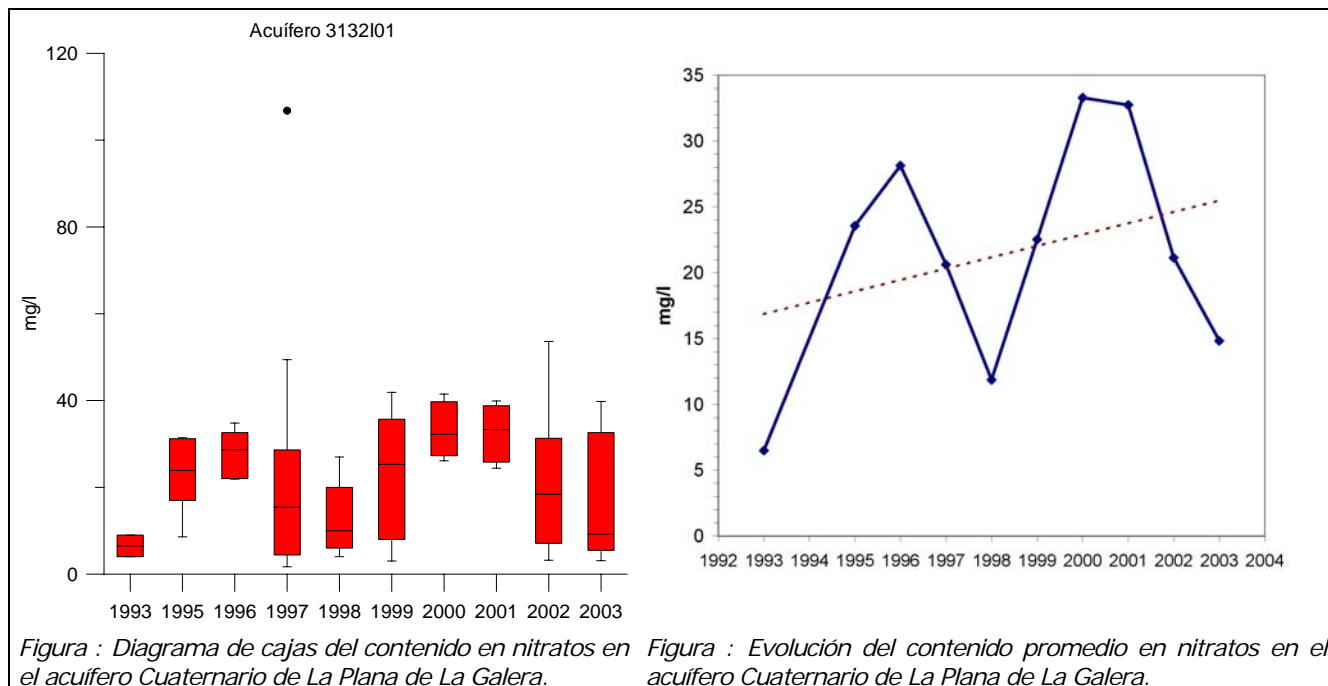 Acuífero 3132I01
120
80
40
0
mg/l
1993 1995 1996 1997 1998 1999 2000 2001 2002 2003
Figura : Diagrama de cajas del contenido en nitratos en
el acuífero Cuaternario de La Plana de La Galera.
35
30
25
20
15
10
5
0
mg/l
1992 1993 1994 1995 1996 1997 1998 1999 2000 2001 2002 2003 2004
Figura : Evolución del contenido promedio en nitratos en el
acuífero Cuaternario de La Plana de La Galera.